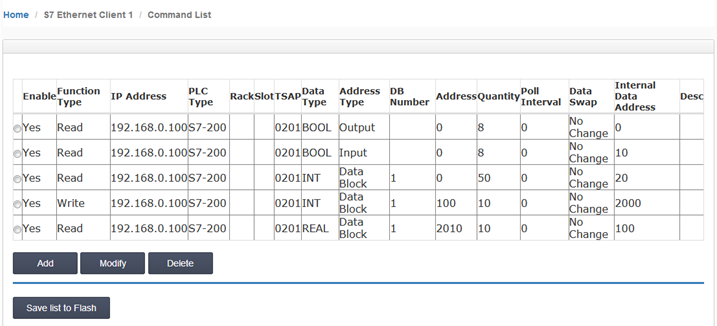 Home / S7 Ethernet Client 1 / Command List
Enable Function Type IP Address PLC Type Rack Slot TSAP Data Type Address Type DB Number Address Quantity Poll Interval Data Swap Internal Data Address Desc
Yes Read 192.168.0.100 S7-200 0201 BOOL Output 0 8 0 No Change 0
Yes Read 192.168.0.100 S7-200 0201 BOOL Input 0 8 0 No Change 10
Yes Read 192.168.0.100 S7-200 0201 INT Data Block 1 0 50 0 No Change 20
Yes Write 192.168.0.100 S7-200 0201 INT Data Block 1 100 10 0 No Change 2000
Yes Read 192.168.0.100 S7-200 0201 REAL Data Block 1 2010 10 0 No Change 100
Add Modify Delete
Save list to Flash